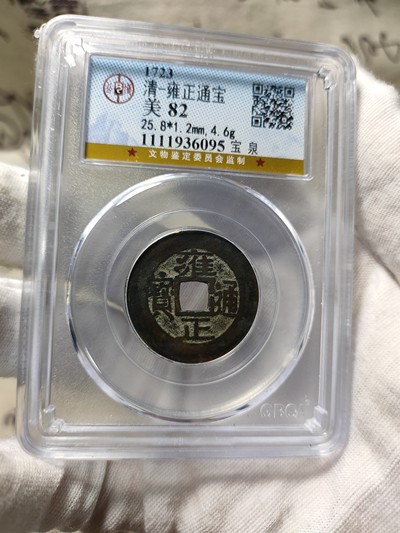 1723
清-雍正通宝
美 82
25.8*1.2mm,4.6g
1111936095 宝 泉
★ 文物鉴定委员会监制 ★
雍正通寶